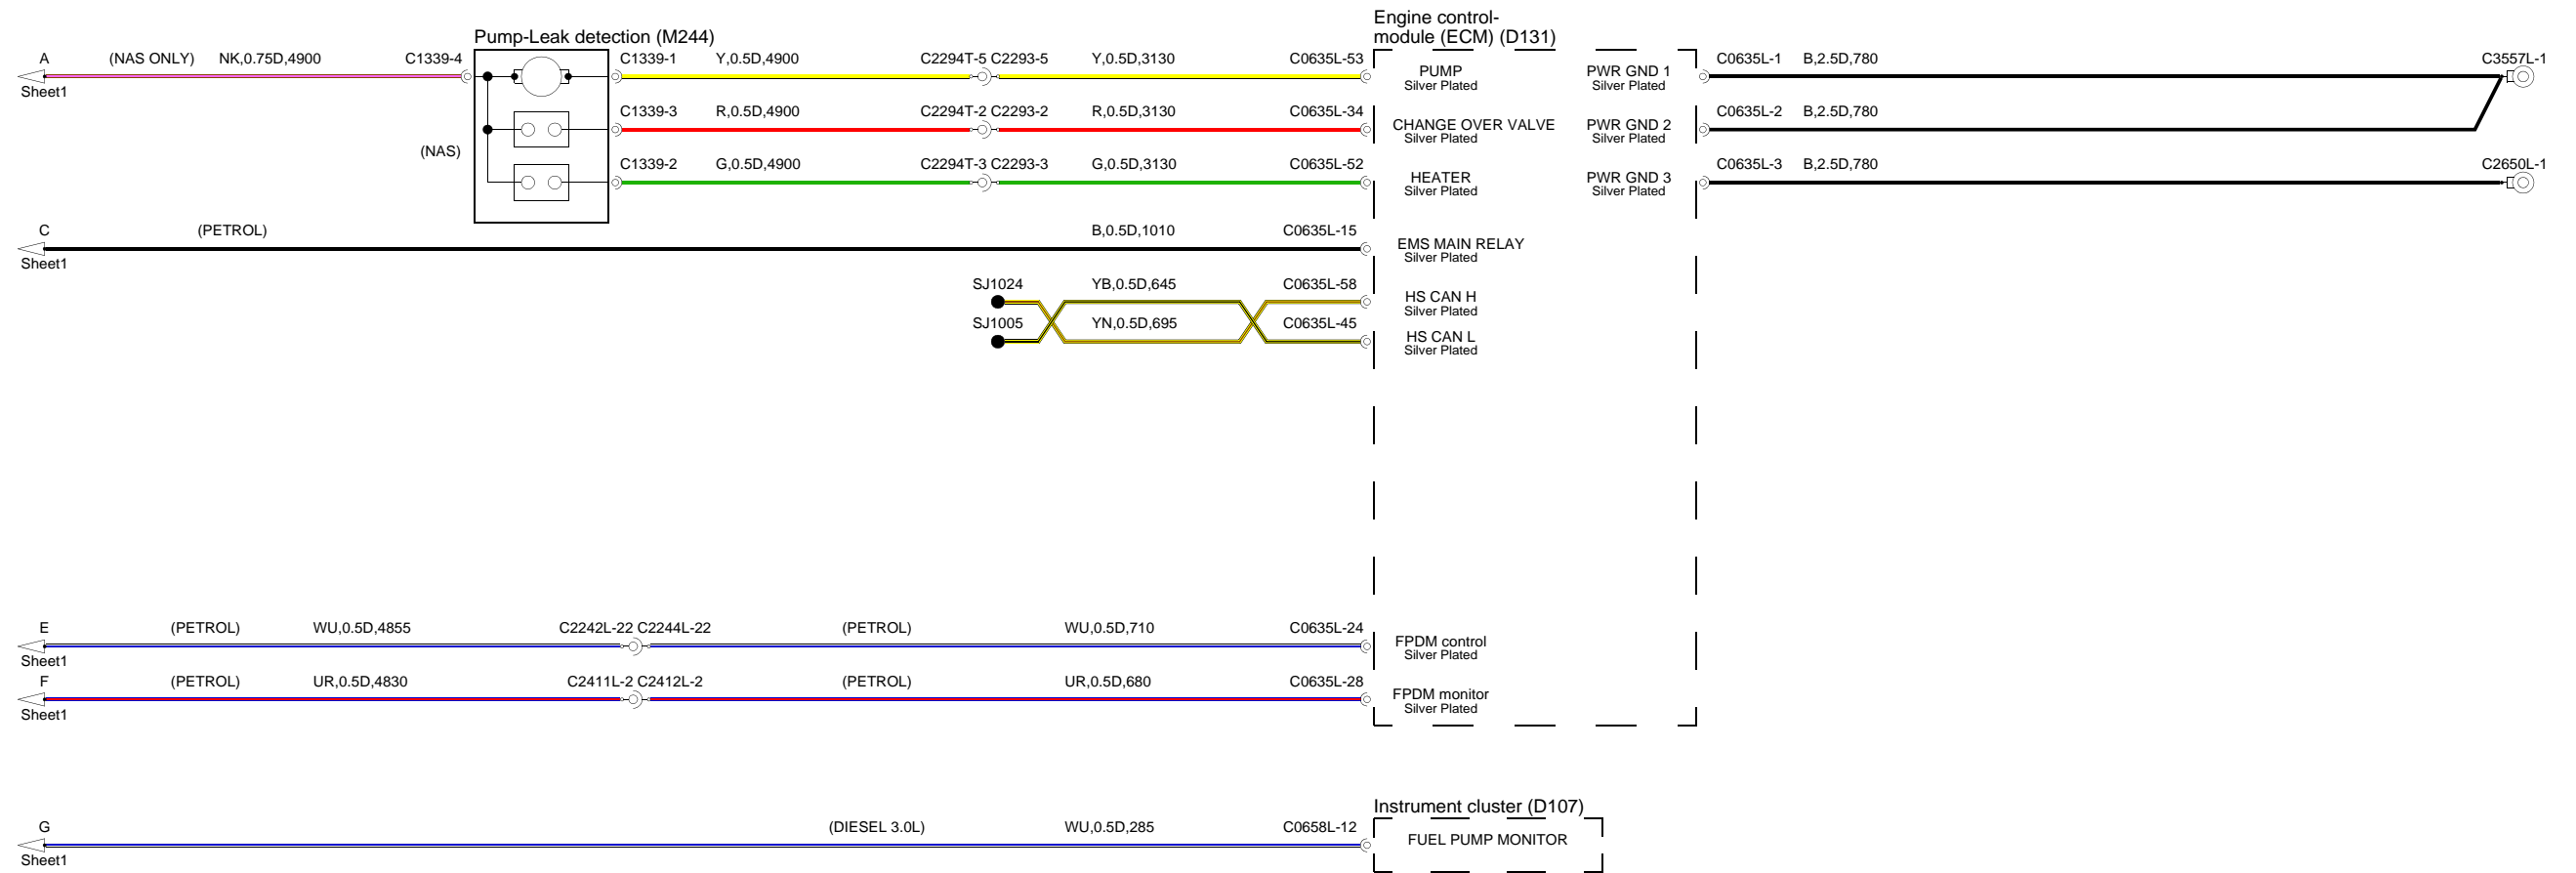 Engine control-
module (ECM) (D131)
Pump-Leak detection (M244)
A (NAS ONLY) NK,0.75D,4900 C1339-4 C1339-1 Y,0.5D,4900 C2294T-5 C2293-5 Y,0.5D,3130 C0635L-53 PUMP PWR GND 1 C0635L-1 B,2.5D,780 C3557L-1
Sheet1 Silver Plated Silver Plated
C1339-3 R,0.5D,4900 C2294T-2 C2293-2 R,0.5D,3130 C0635L-34 CHANGE OVER VALVE PWR GND 2 C0635L-2 B,2.5D,780
Silver Plated Silver Plated
(NAS)
C1339-2 G,0.5D,4900 C2294T-3 C2293-3 G,0.5D,3130 C0635L-52 HEATER PWR GND 3 C0635L-3 B,2.5D,780 C2650L-1
Silver Plated Silver Plated
C (PETROL) B,0.5D,1010 C0635L-15 EMS MAIN RELAY
Sheet1 Silver Plated
SJ1024 YB,0.5D,645 C0635L-58 HS CAN H
Silver Plated
SJ1005 YN,0.5D,695 C0635L-45 HS CAN L
Silver Plated
E (PETROL) WU,0.5D,4855 C2242L-22 C2244L-22 (PETROL) WU,0.5D,710 C0635L-24 FPDM control
Sheet1 Silver Plated
F (PETROL) UR,0.5D,4830 C2411L-2 C2412L-2 (PETROL) UR,0.5D,680 C0635L-28 FPDM monitor
Sheet1 Silver Plated
Instrument cluster (D107)
G (DIESEL 3.0L) WU,0.5D,285 C0658L-12 FUEL PUMP MONITOR
Sheet1